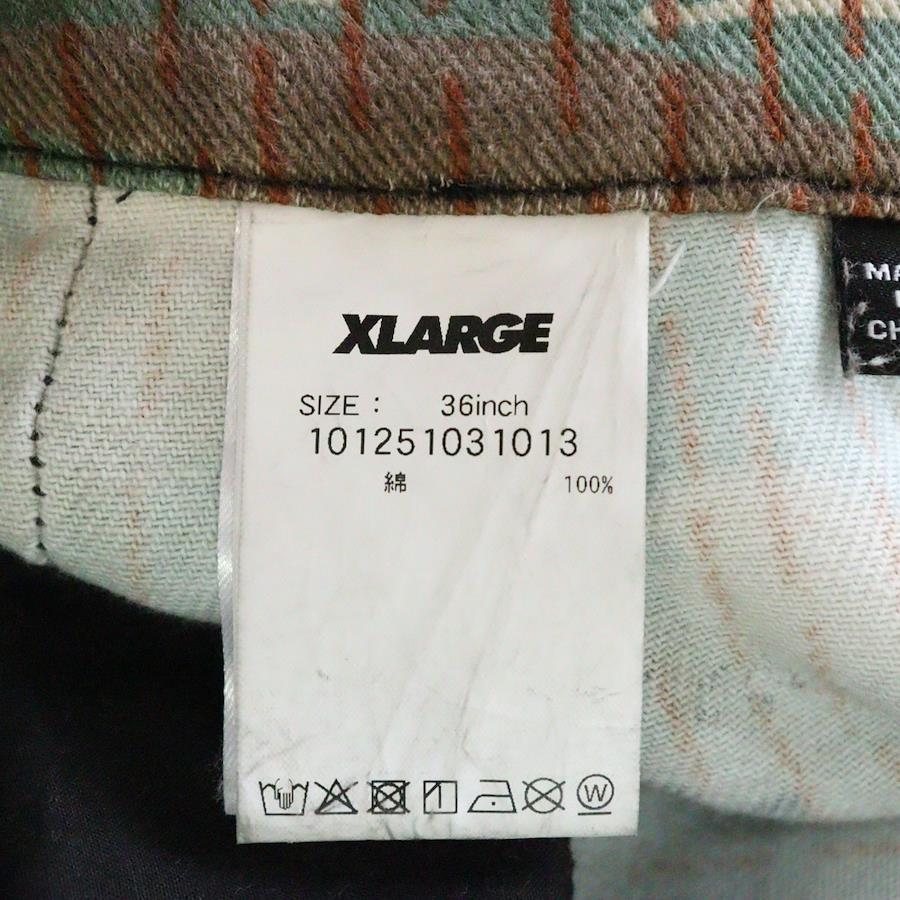 XLARGE
SIZE : 36inch
101251031013
綿 100%
W